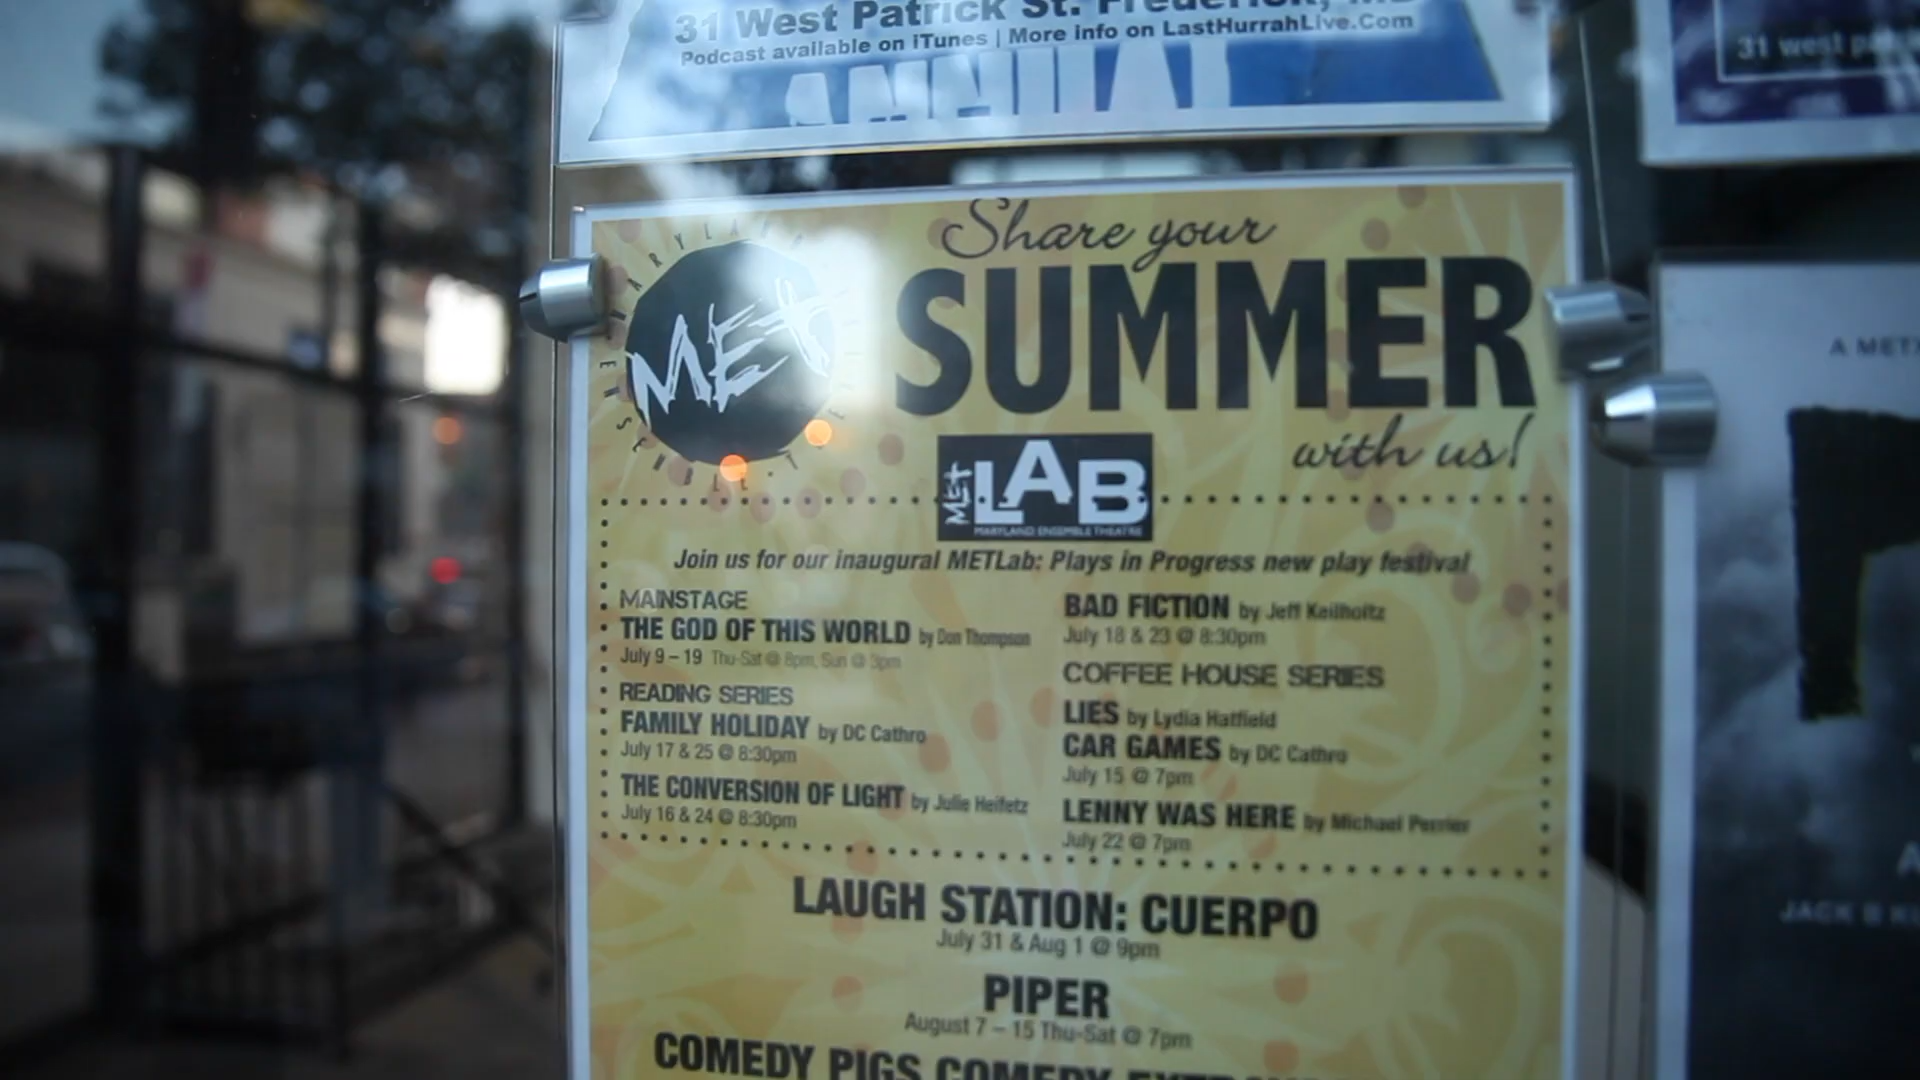 31 West Patrick St. Frederick,
Podcast available on iTunes | More info on LastHurrahLive.Com
ANNUAL
31 west
Share your
SUMMER
with us!
MARYLAND ENSEMBLE
MET
MET LAB
MARYLAND ENSEMBLE THEATRE
Join us for our inaugural METLab: Plays in Progress new play festival
MAINSTAGE
THE GOD OF THIS WORLD by Don Thompson
July 9 – 19 Thu-Sat @ 8pm, Sun @ 3pm
READING SERIES
FAMILY HOLIDAY by DC Cathro
July 17 & 25 @ 8:30pm
THE CONVERSION OF LIGHT by Julie Heifetz
July 16 & 24 @ 8:30pm
BAD FICTION by Jeff Keilholtz
July 18 & 23 @ 8:30pm
COFFEE HOUSE SERIES
LIES by Lydia Hatfield
CAR GAMES by DC Cathro
July 15 @ 7pm
LENNY WAS HERE by Michael Perrier
July 22 @ 7pm
LAUGH STATION: CUERPO
July 31 & Aug 1 @ 9pm
PIPER
August 7 – 15 Thu-Sat @ 7pm
COMEDY PIGS COMEDY
A
JACK